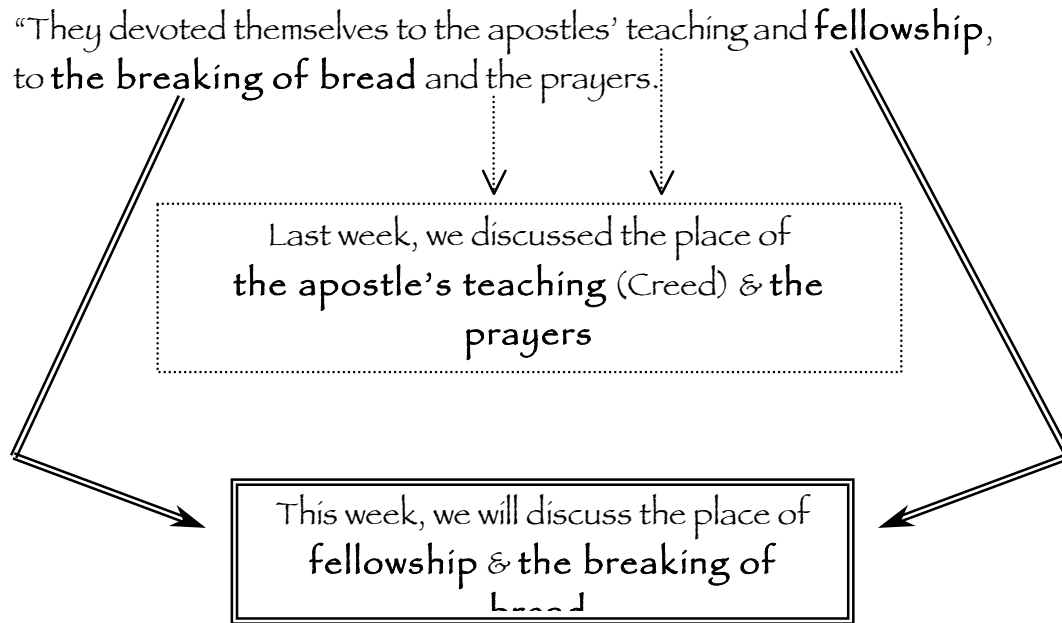 “They devoted themselves to the apostles’ teaching and fellowship,
to the breaking of bread and the prayers.
Last week, we discussed the place of
the apostle’s teaching (Creed) & the
prayers
This week, we will discuss the place of
fellowship & the breaking of
bread